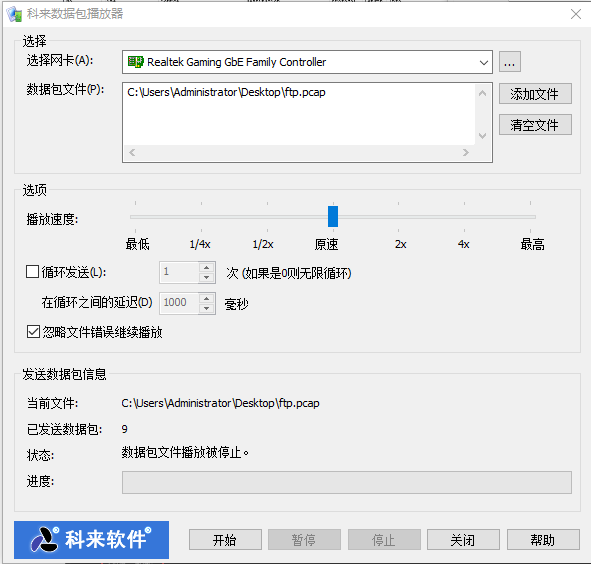 科来数据包播放器
选择
选择网卡(A): Realtek Gaming GbE Family Controller ...
数据包文件(P): C:\Users\Administrator\Desktop\ftp.pcap 添加文件
清空文件
选项
播放速度:
最低 1/4x 1/2x 原速 2x 4x 最高
循环发送(L): 1 次 (如果是0则无限循环)
在循环之间的延迟(D) 1000 毫秒
忽略文件错误继续播放
发送数据包信息
当前文件: C:\Users\Administrator\Desktop\ftp.pcap
已发送数据包: 9
状态: 数据包文件播放被停止。
进度:
科来软件® 开始 暂停 停止 关闭 帮助